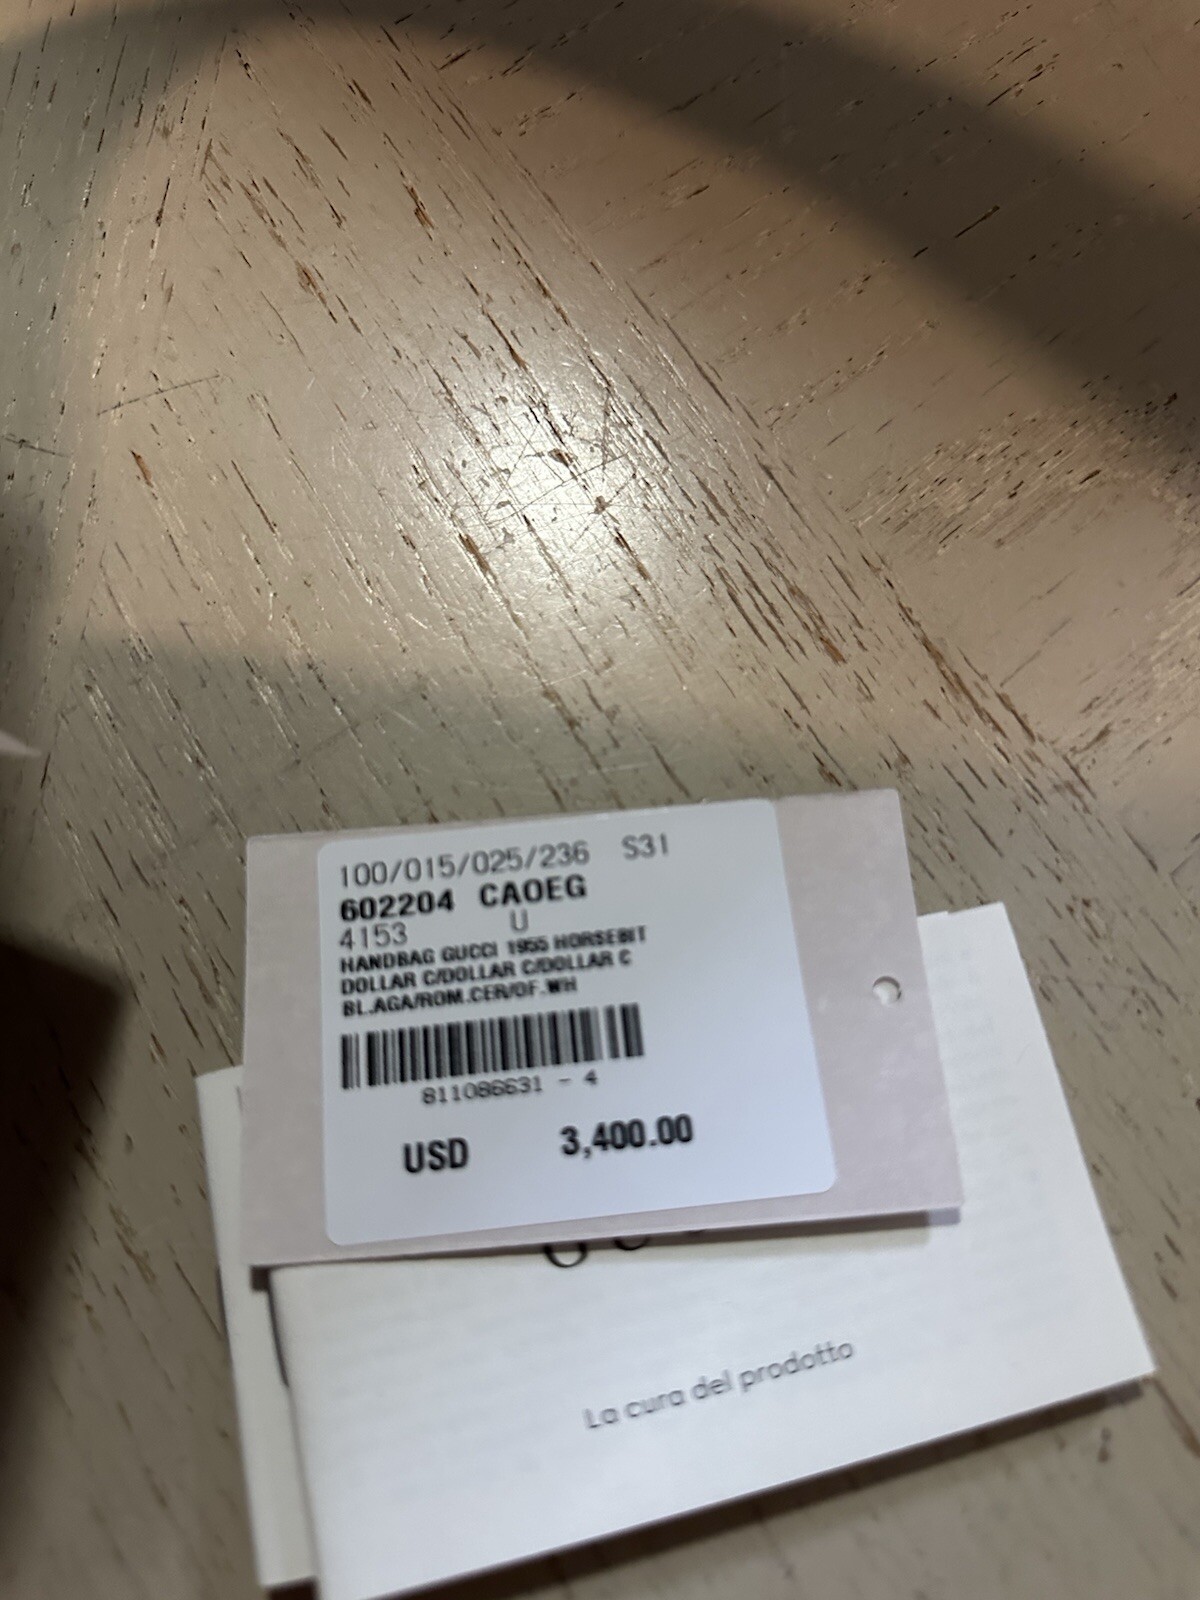 100/015/025/236 S31
602204 CAOEG
4153 U
HANDBAG GUCCI 1955 HORSEBIT
DOLLAR C/DOLLAR C/DOLLAR C
BL.AGA/ROM.CER/OF.WH
811086631 - 4
USD 3,400.00
La cura del prodotto